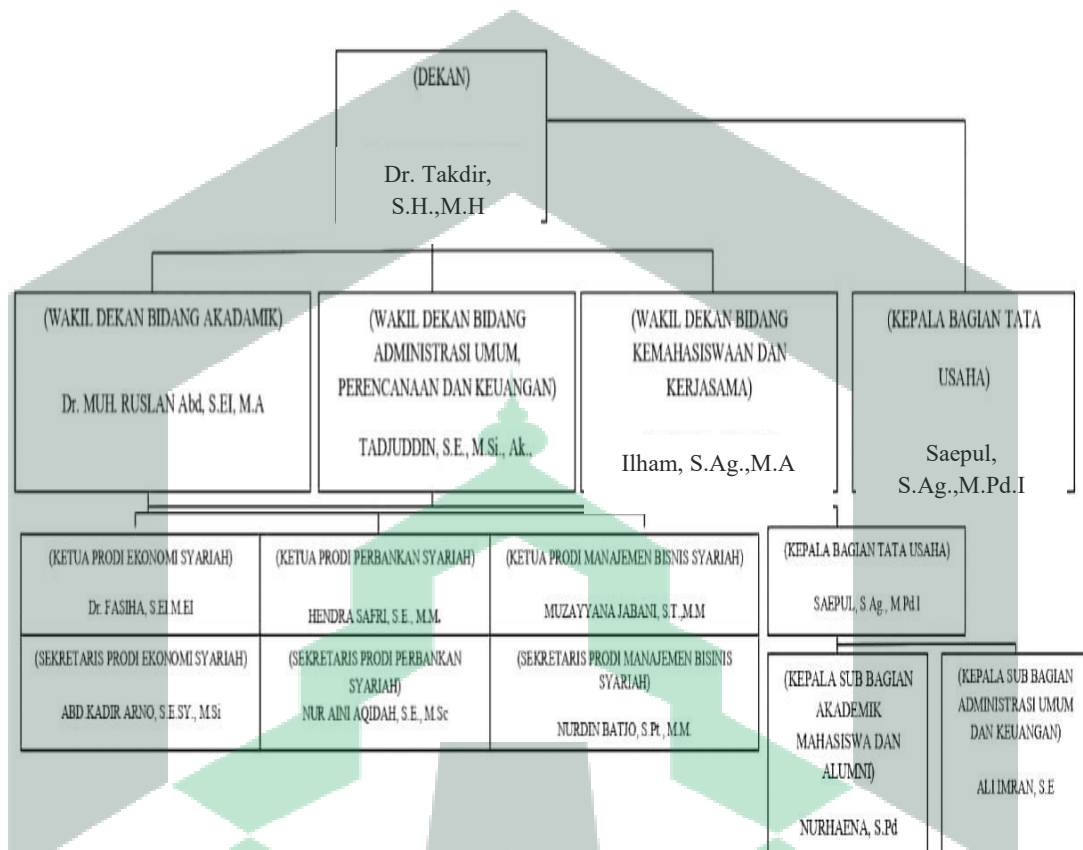 (DEKAN)
Dr. Takdir,
S.H.,M.H
(WAKIL DEKAN BIDANG AKADAMIK)
Dr. MUH. RUSLAN Abd, S.EI, M.A
(WAKIL DEKAN BIDANG
ADMINISTRASI UMUM,
PERENCANAAN DAN KEUANGAN)
TADJUDDIN, S.E., M.Si., Ak.,
(WAKIL DEKAN BIDANG
KEMAHASISWAAN DAN
KERJASAMA)
Ilham, S.Ag.,M.A
(KEPALA BAGIAN TATA
USAHA)
Saepul,
S.Ag.,M.Pd.I
(KETUA PRODI EKONOMI SYARIAH)
Dr. FASIHA, S.EI.M.EI
(KETUA PRODI PERBANKAN SYARIAH)
HENDRA SAFRI, S.E., M.M.
(KETUA PRODI MANAJEMEN BISNIS SYARIAH)
MUZAYYANA JABANI, S.T.,M.M
(KEPALA BAGIAN TATA USAHA)
SAEPUL, S.Ag., M.Pd.I
(SEKRETARIS PRODI EKONOMI SYARIAH)
ABD KADIR ARNO, S.E.SY., M.Si
(SEKRETARIS PRODI PERBANKAN
SYARIAH)
NUR AINI AQIDAH, S.E., M.Sc
(SEKRETARIS PRODI MANAJEMEN BISINIS
SYARIAH)
NURDIN BATJO, S.Pt., M.M.
(KEPALA SUB BAGIAN
AKADEMIK
MAHASISWA DAN
ALUMNI)
NURHAENA, S.Pd
(KEPALA SUB BAGIAN
ADMINISTRASI UMUM
DAN KEUANGAN)
ALI IMRAN, S.E